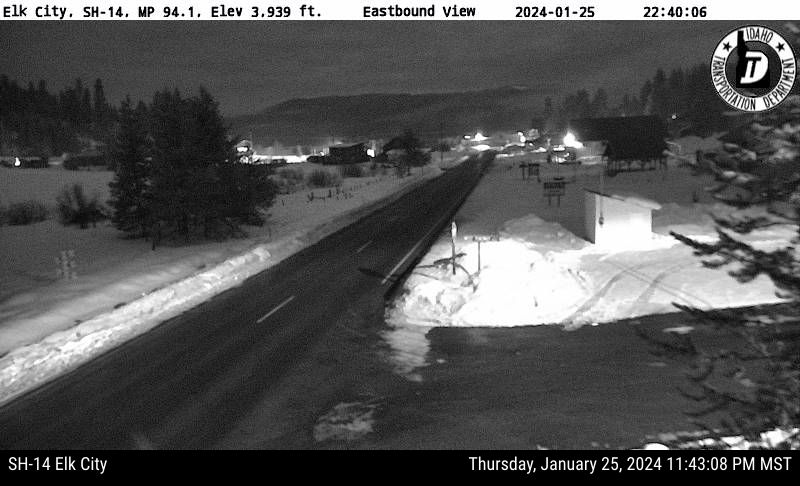 Elk City, SH-14, MP 94.1, Elev 3,939 ft. Eastbound View 2024-01-25 22:40:06
IDAHO
TRANSPORTATION DEPARTMENT
SH-14 Elk City Thursday, January 25, 2024 11:43:08 PM MST